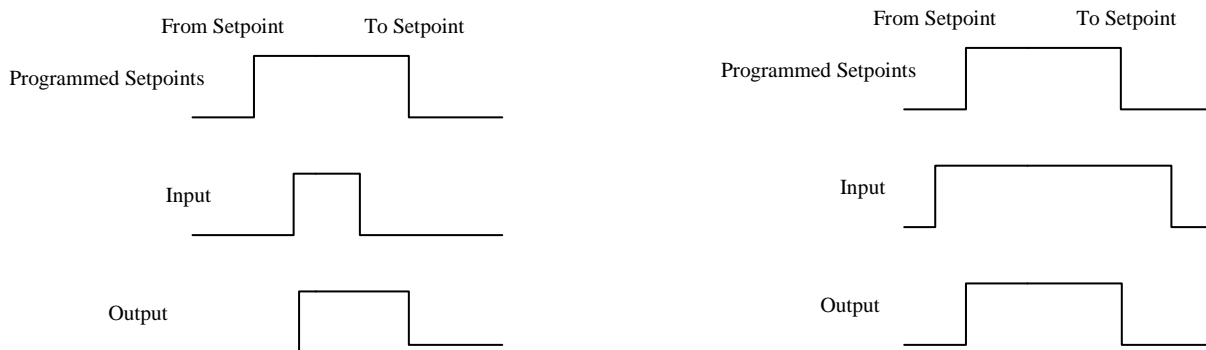 From Setpoint To Setpoint
Programmed Setpoints
Input
Output
From Setpoint To Setpoint
Programmed Setpoints
Input
Output